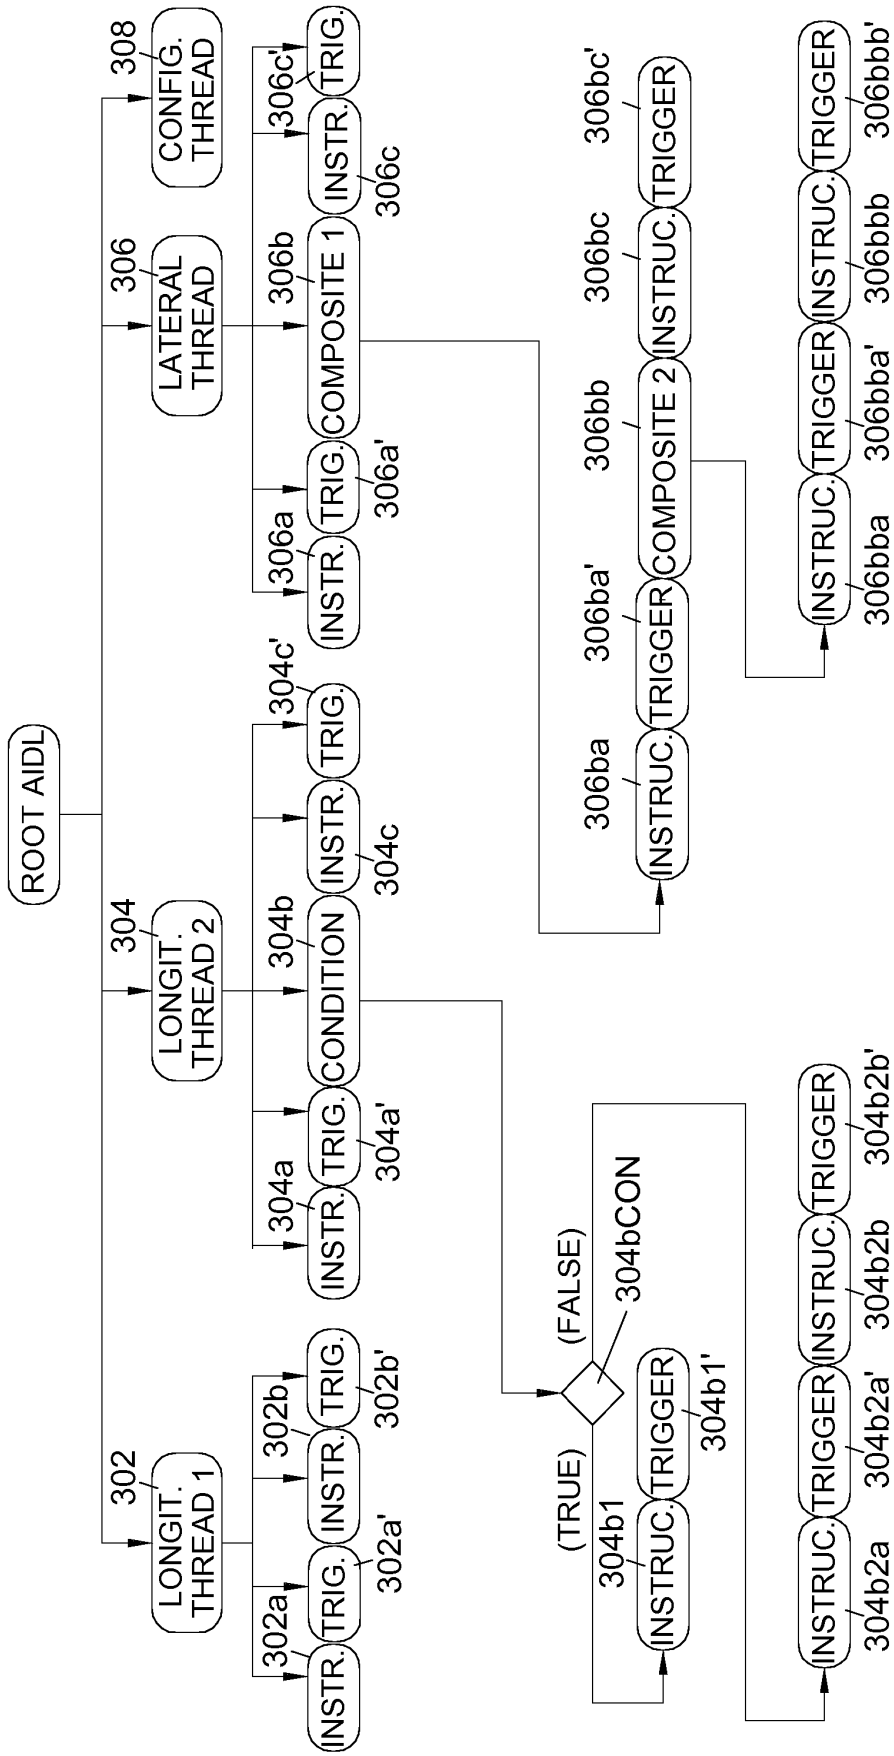 ROOT AIDL
302
LONGIT.
THREAD 1
304
LONGIT.
THREAD 2
306
LATERAL
THREAD
308
CONFIG.
THREAD
302a
INSTR.
TRIG.
302a'
302b
INSTR.
TRIG.
302b'
304a
INSTR.
TRIG.
304a'
304b
CONDITION
INSTR.
304c
304c'
TRIG.
306a
INSTR.
TRIG.
306a'
306b
COMPOSITE 1
INSTR.
306c
306c'
TRIG.
(TRUE)
(FALSE)
304bCON
304b1
INSTRUC.
TRIGGER
304b1'
INSTRUC.
TRIGGER
INSTRUC.
TRIGGER
304b2a
304b2a'
304b2b
304b2b'
306ba
306ba'
306bb
306bc
306bc'
INSTRUC.
TRIGGER
COMPOSITE 2
INSTRUC.
TRIGGER
INSTRUC.
TRIGGER
INSTRUC.
TRIGGER
306bba
306bba'
306bbb
306bbb'